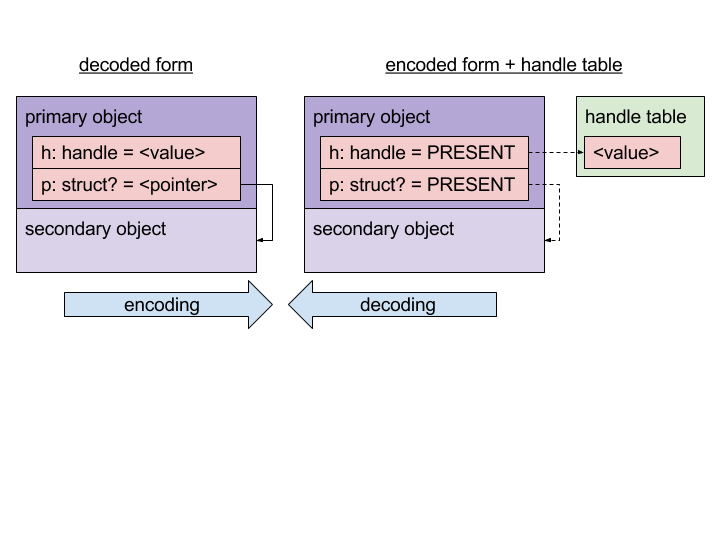 decoded form
encoded form + handle table
primary object
h: handle = <value>
p: struct? = <pointer>
secondary object
primary object
h: handle = PRESENT
p: struct? = PRESENT
secondary object
handle table
<value>
encoding
decoding